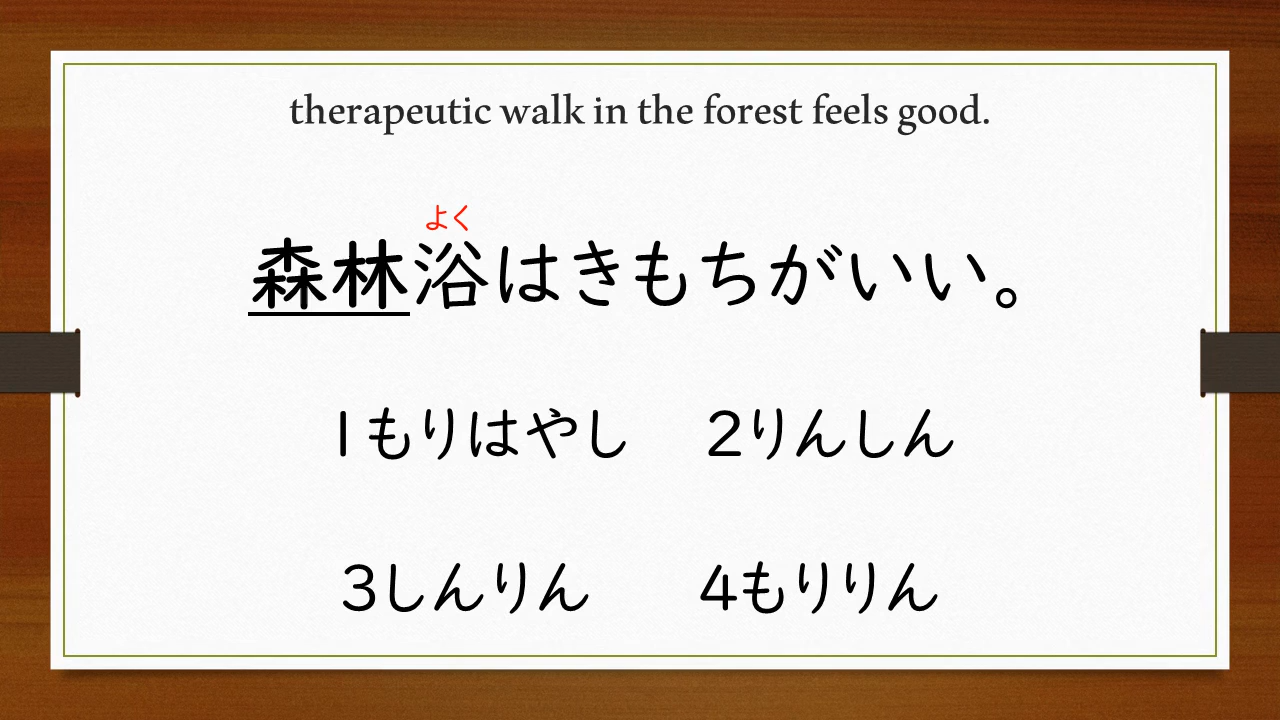 therapeutic walk in the forest feels good.
よく
森林浴はきもちがいい。
1もりはやし 2りんしん
3しんりん 4もりりん